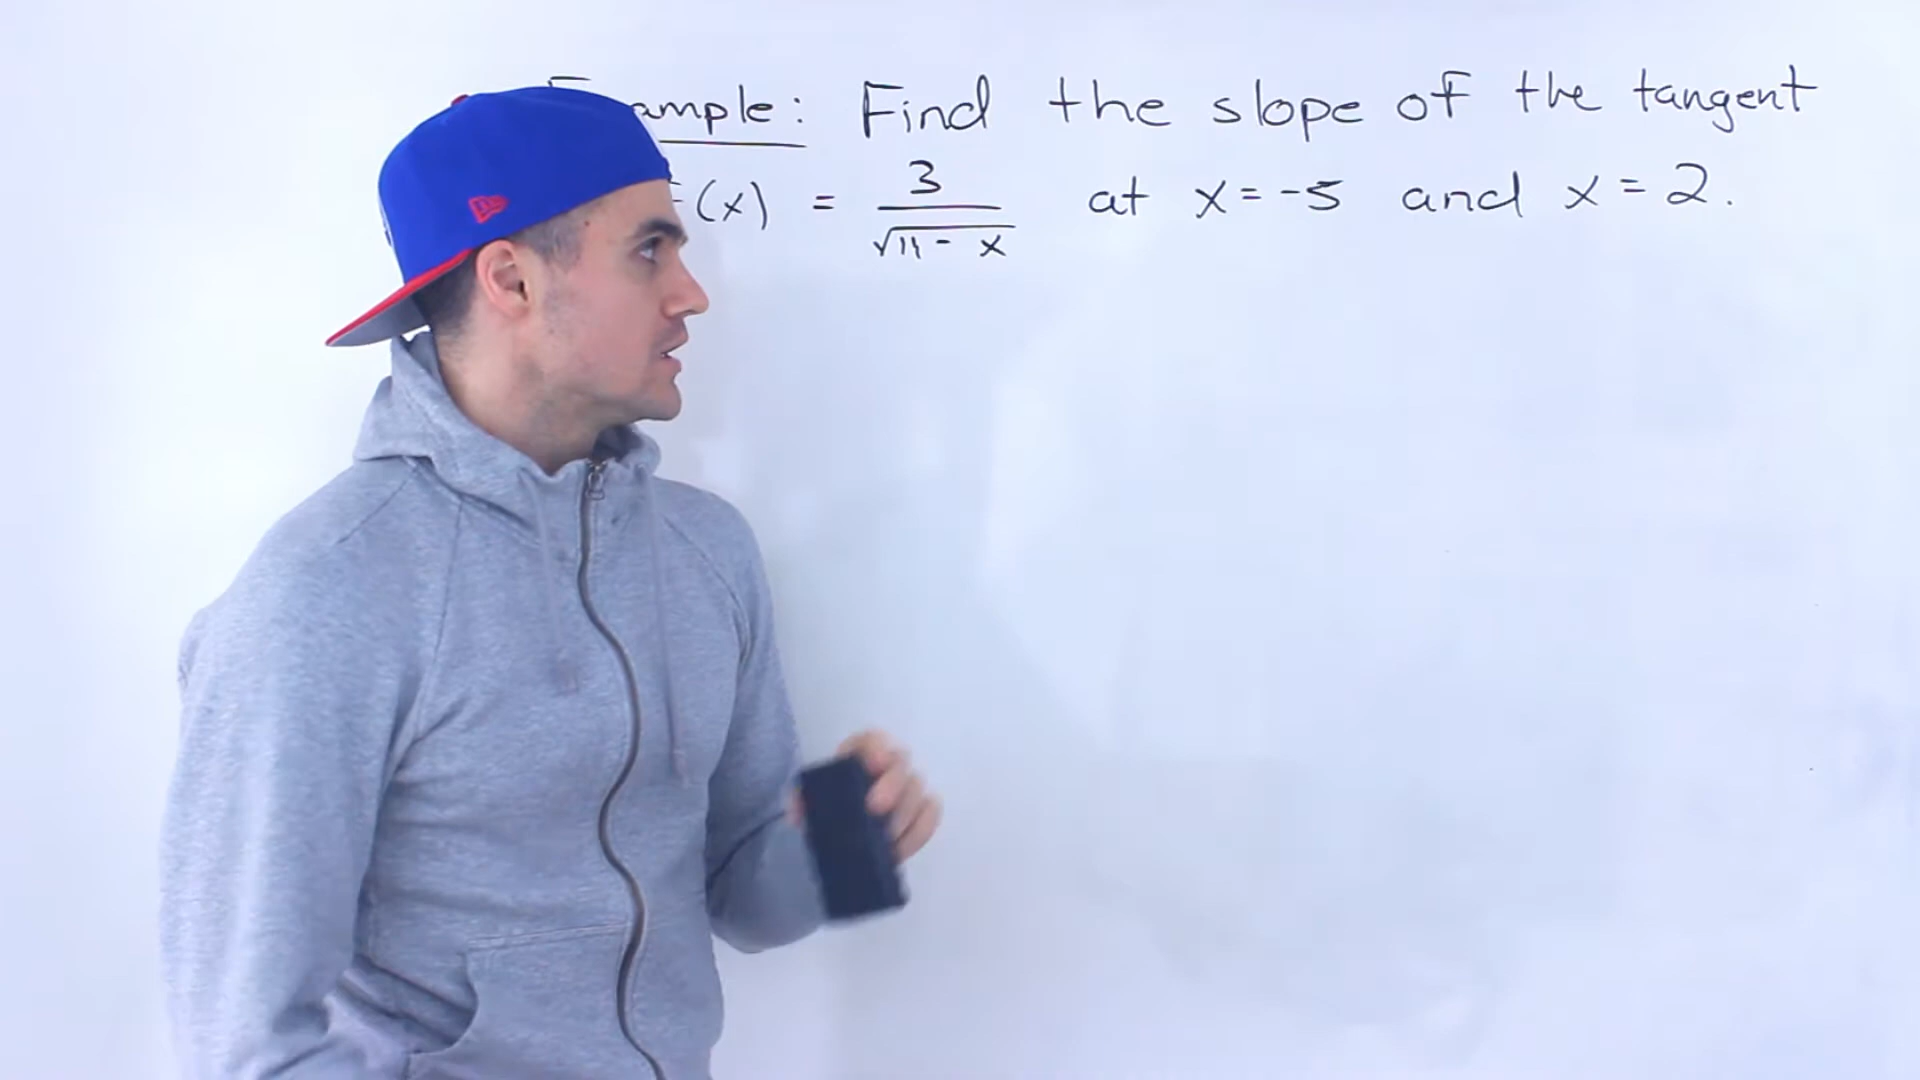 ample: Find the slope of the tangent
f(x) = 3/√(11 - x) at x = -5 and x = 2.